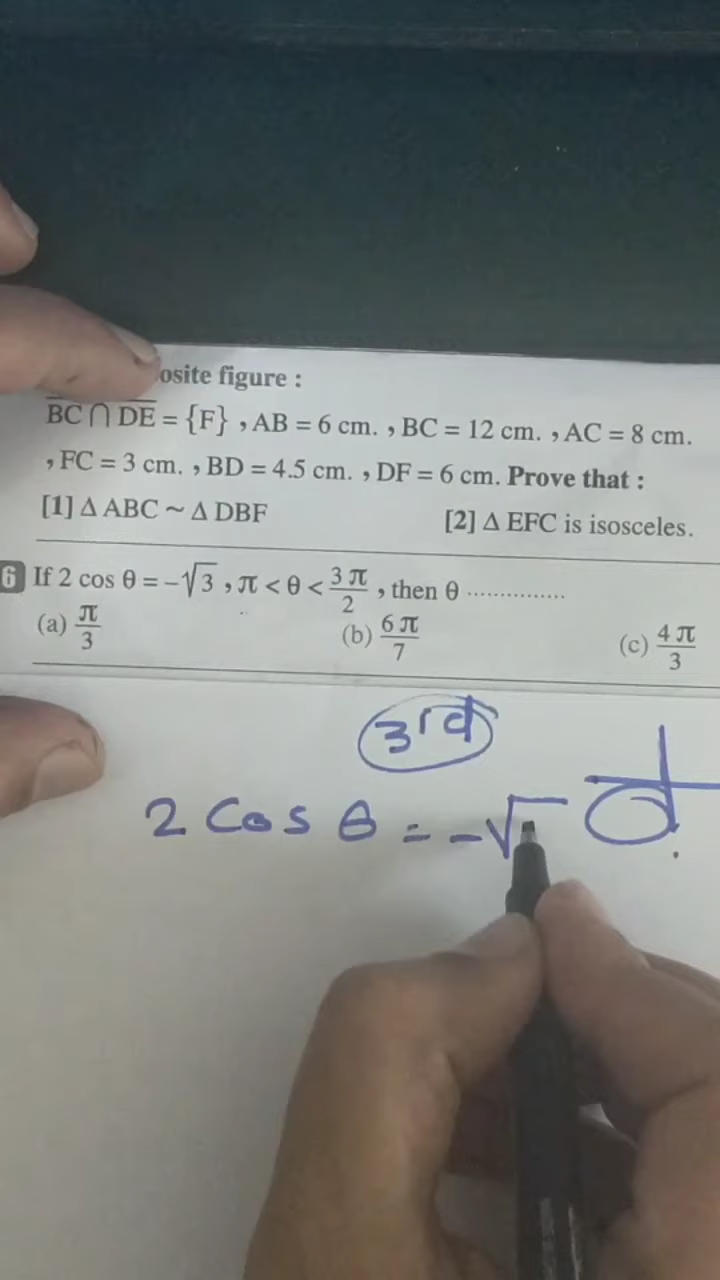 osite figure :
BC ∩ DE = {F} , AB = 6 cm. , BC = 12 cm. , AC = 8 cm.
, FC = 3 cm. , BD = 4.5 cm. , DF = 6 cm. Prove that :
[1] Δ ABC ~ Δ DBF [2] Δ EFC is isosceles.
6 If 2 cos θ = -√3 , π < θ < 3π/2 , then θ ...............
(a) π/3 (b) 6π/7 (c) 4π/3
3rd
2 Cos θ = -√